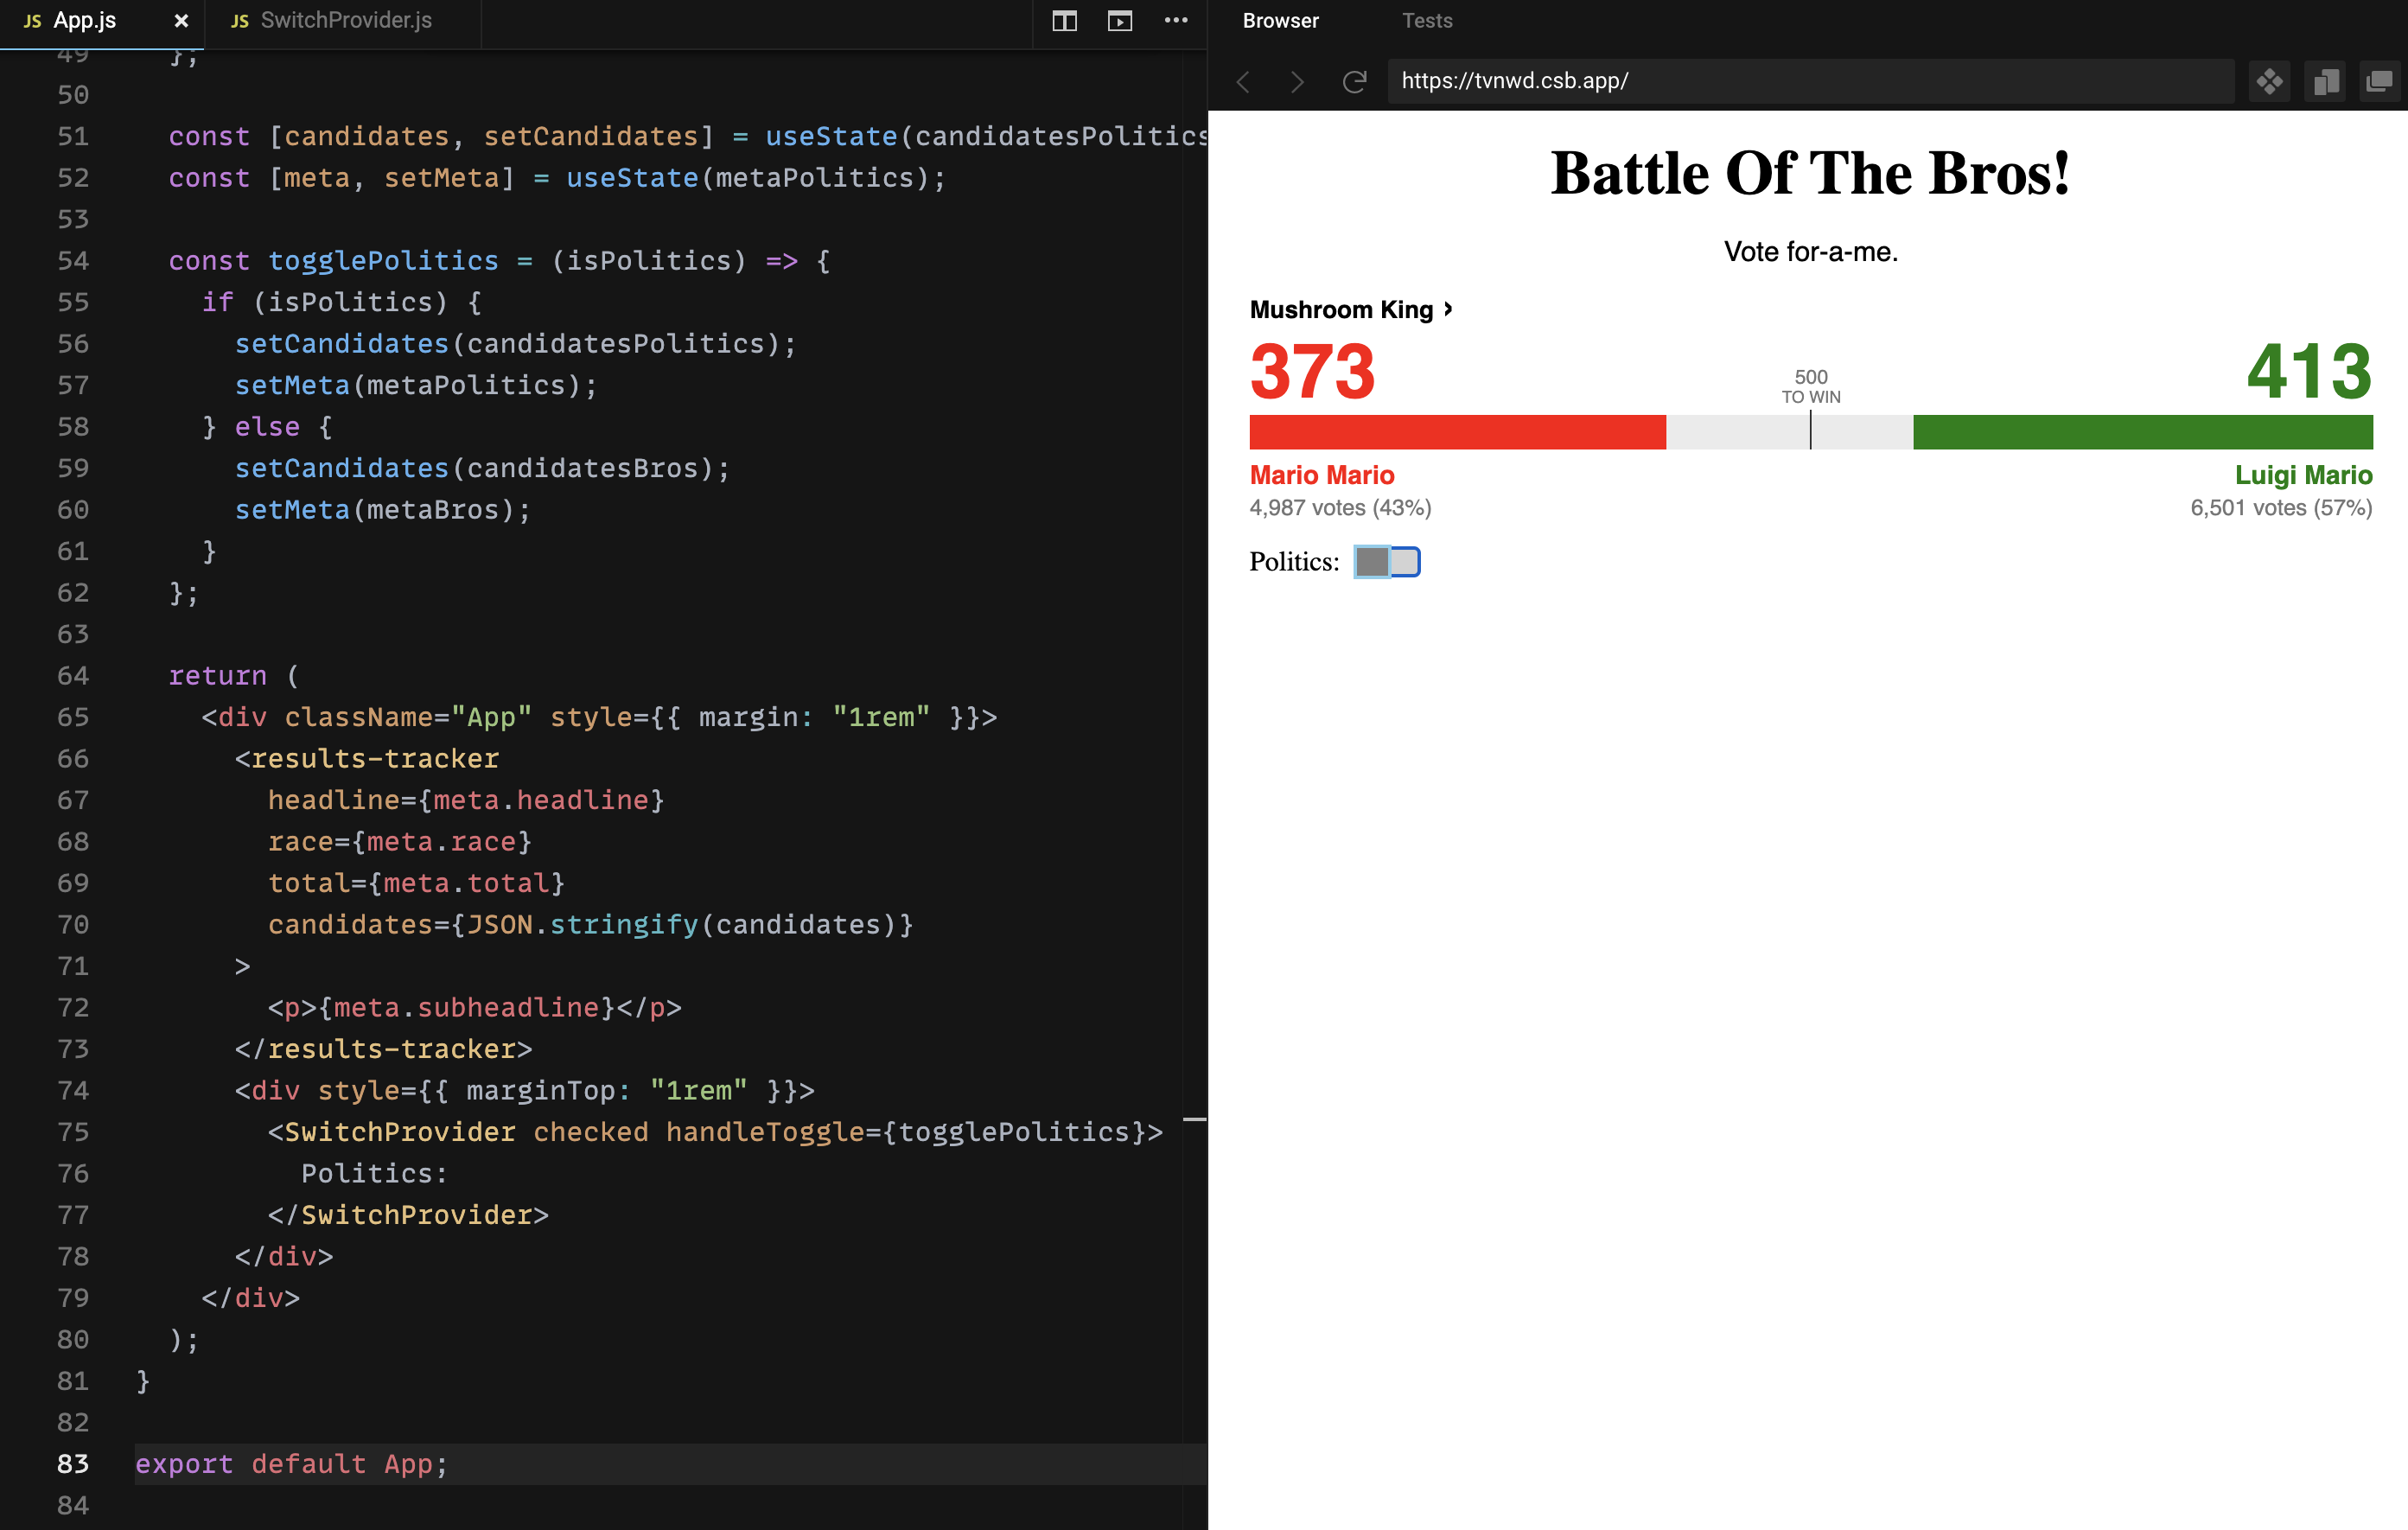 JS App.js × JS SwitchProvider.js
49 };
50
51 const [candidates, setCandidates] = useState(candidatesPolitics
52 const [meta, setMeta] = useState(metaPolitics);
53
54 const togglePolitics = (isPolitics) => {
55 if (isPolitics) {
56 setCandidates(candidatesPolitics);
57 setMeta(metaPolitics);
58 } else {
59 setCandidates(candidatesBros);
60 setMeta(metaBros);
61 }
62 };
63
64 return (
65 <div className="App" style={{ margin: "1rem" }}>
66 <results-tracker
67 headline={meta.headline}
68 race={meta.race}
69 total={meta.total}
70 candidates={JSON.stringify(candidates)}
71 >
72 <p>{meta.subheadline}</p>
73 </results-tracker>
74 <div style={{ marginTop: "1rem" }}>
75 <SwitchProvider checked handleToggle={togglePolitics}>
76 Politics:
77 </SwitchProvider>
78 </div>
79 </div>
80 );
81 }
82
83 export default App;
84
Browser Tests
https://tvnwd.csb.app/
Battle Of The Bros!
Vote for-a-me.
Mushroom King ›
373 413
500
TO WIN
Mario Mario Luigi Mario
4,987 votes (43%) 6,501 votes (57%)
Politics: